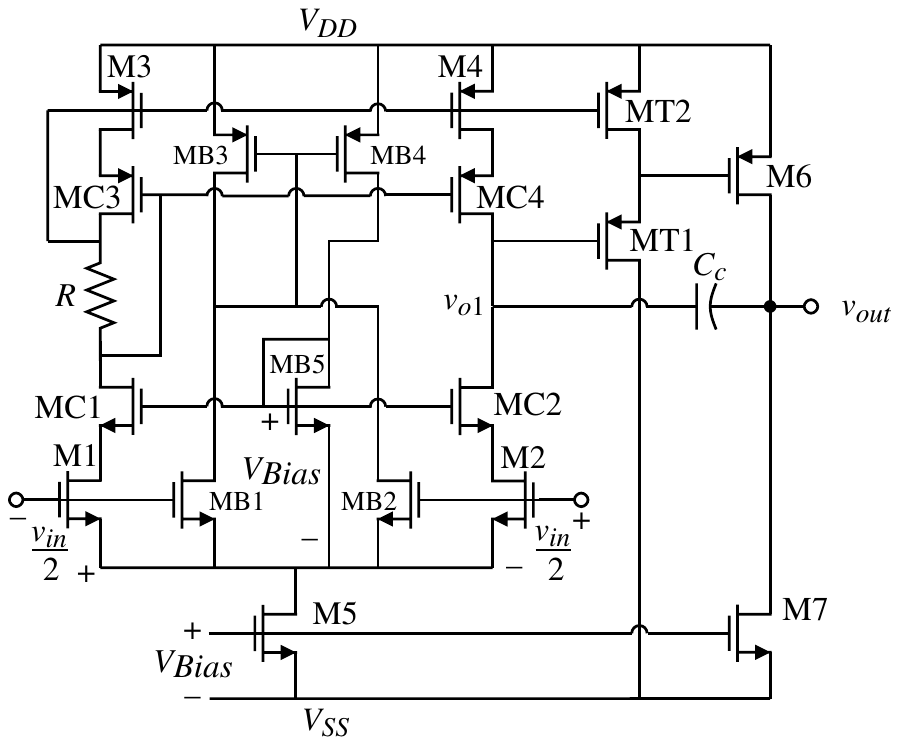 V_DD
M3
M4
MT2
MB3
MB4
M6
MC3
MC4
MT1
C_c
R
v_o1
v_out
MB5
MC1
+
MC2
V_Bias
M1
M2
MB1
MB2
−
+
v_in
2
+
−
−
v_in
2
M5
M7
+
V_Bias
−
V_SS